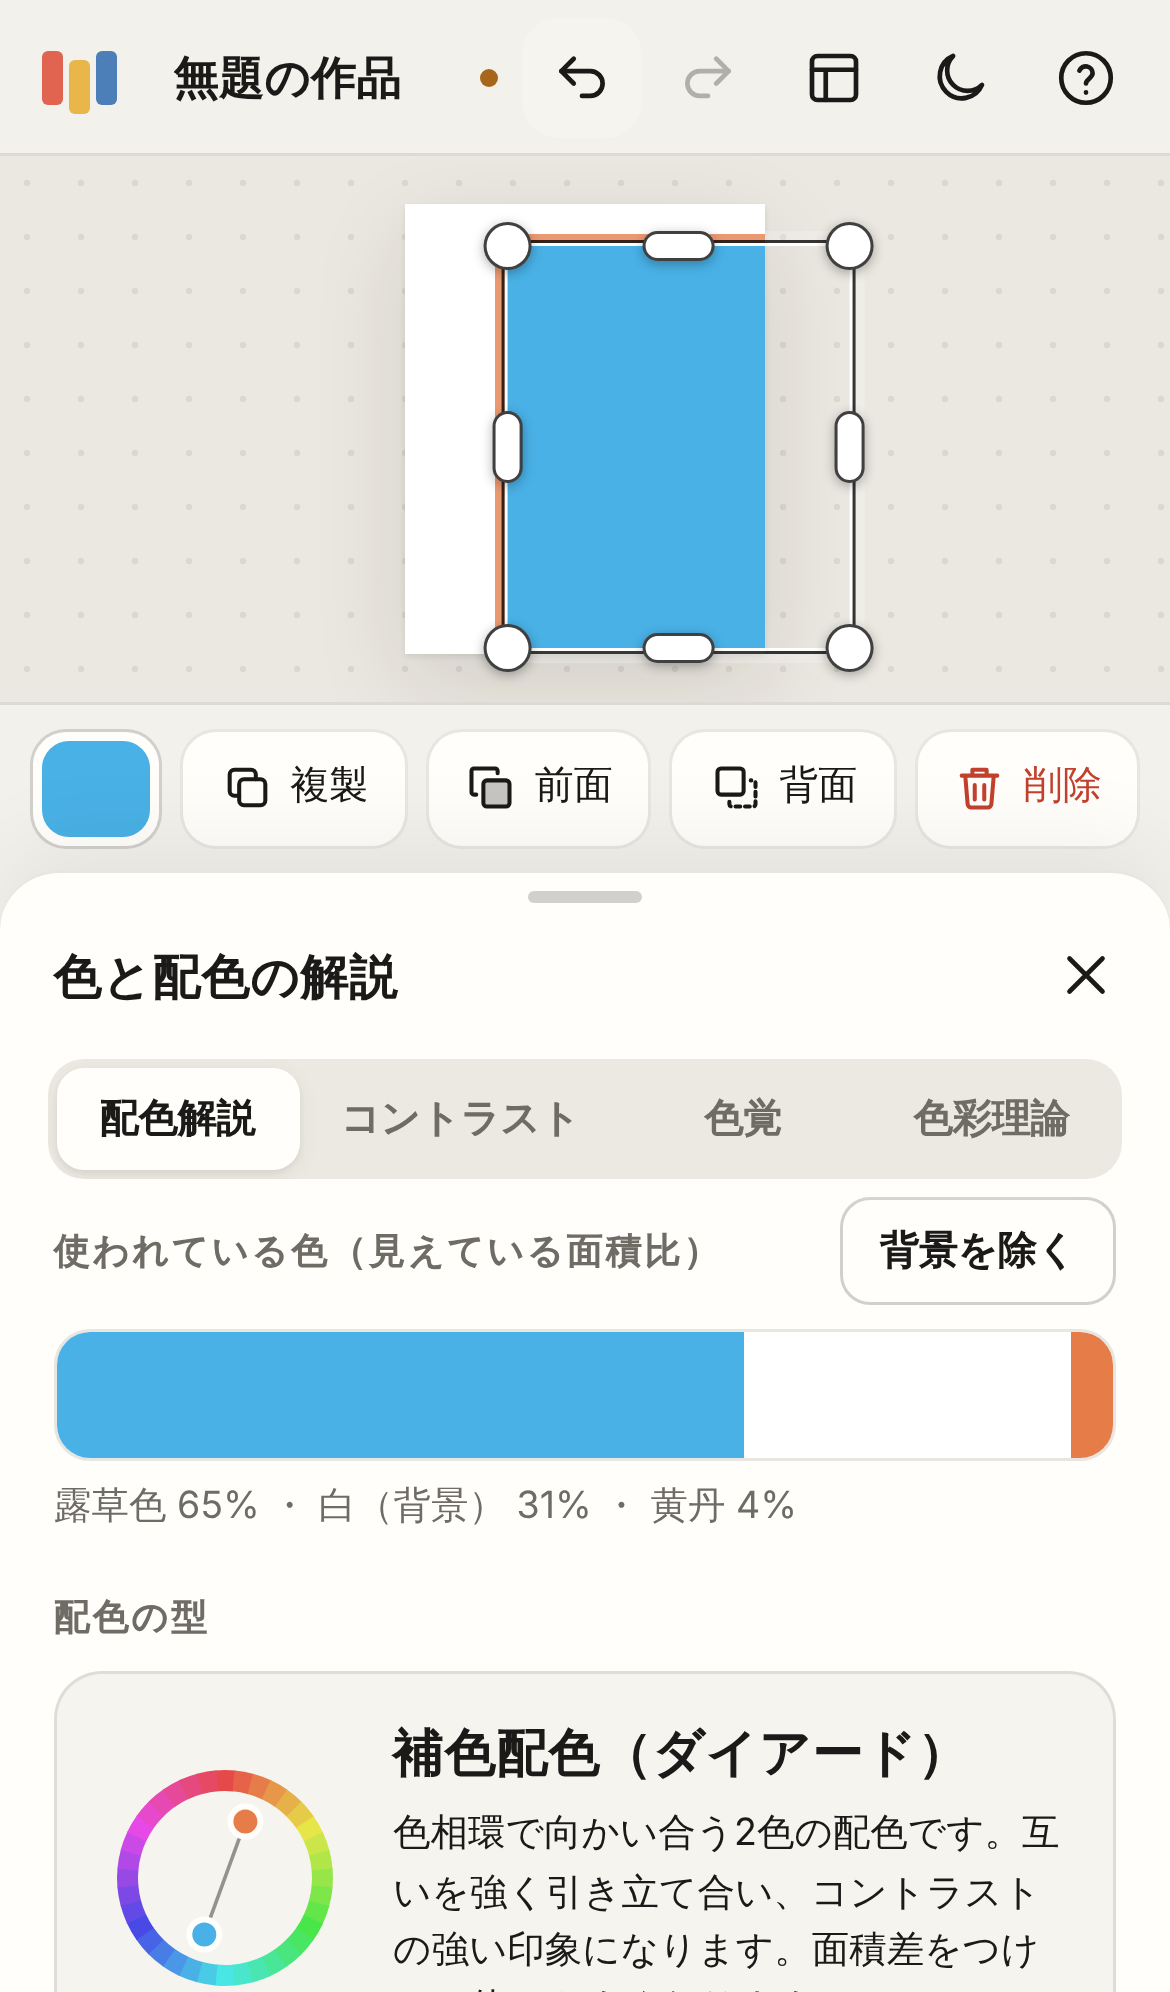 無題の作品
複製
前面
背面
削除
色と配色の解説
配色解説
コントラスト
色覚
色彩理論
使われている色（見えている面積比）
背景を除く
露草色 65% ・ 白（背景） 31% ・ 黄丹 4%
配色の型
補色配色（ダイアード）
色相環で向かい合う2色の配色です。互
いを強く引き立て合い、コントラスト
の強い印象になります。面積差をつけ